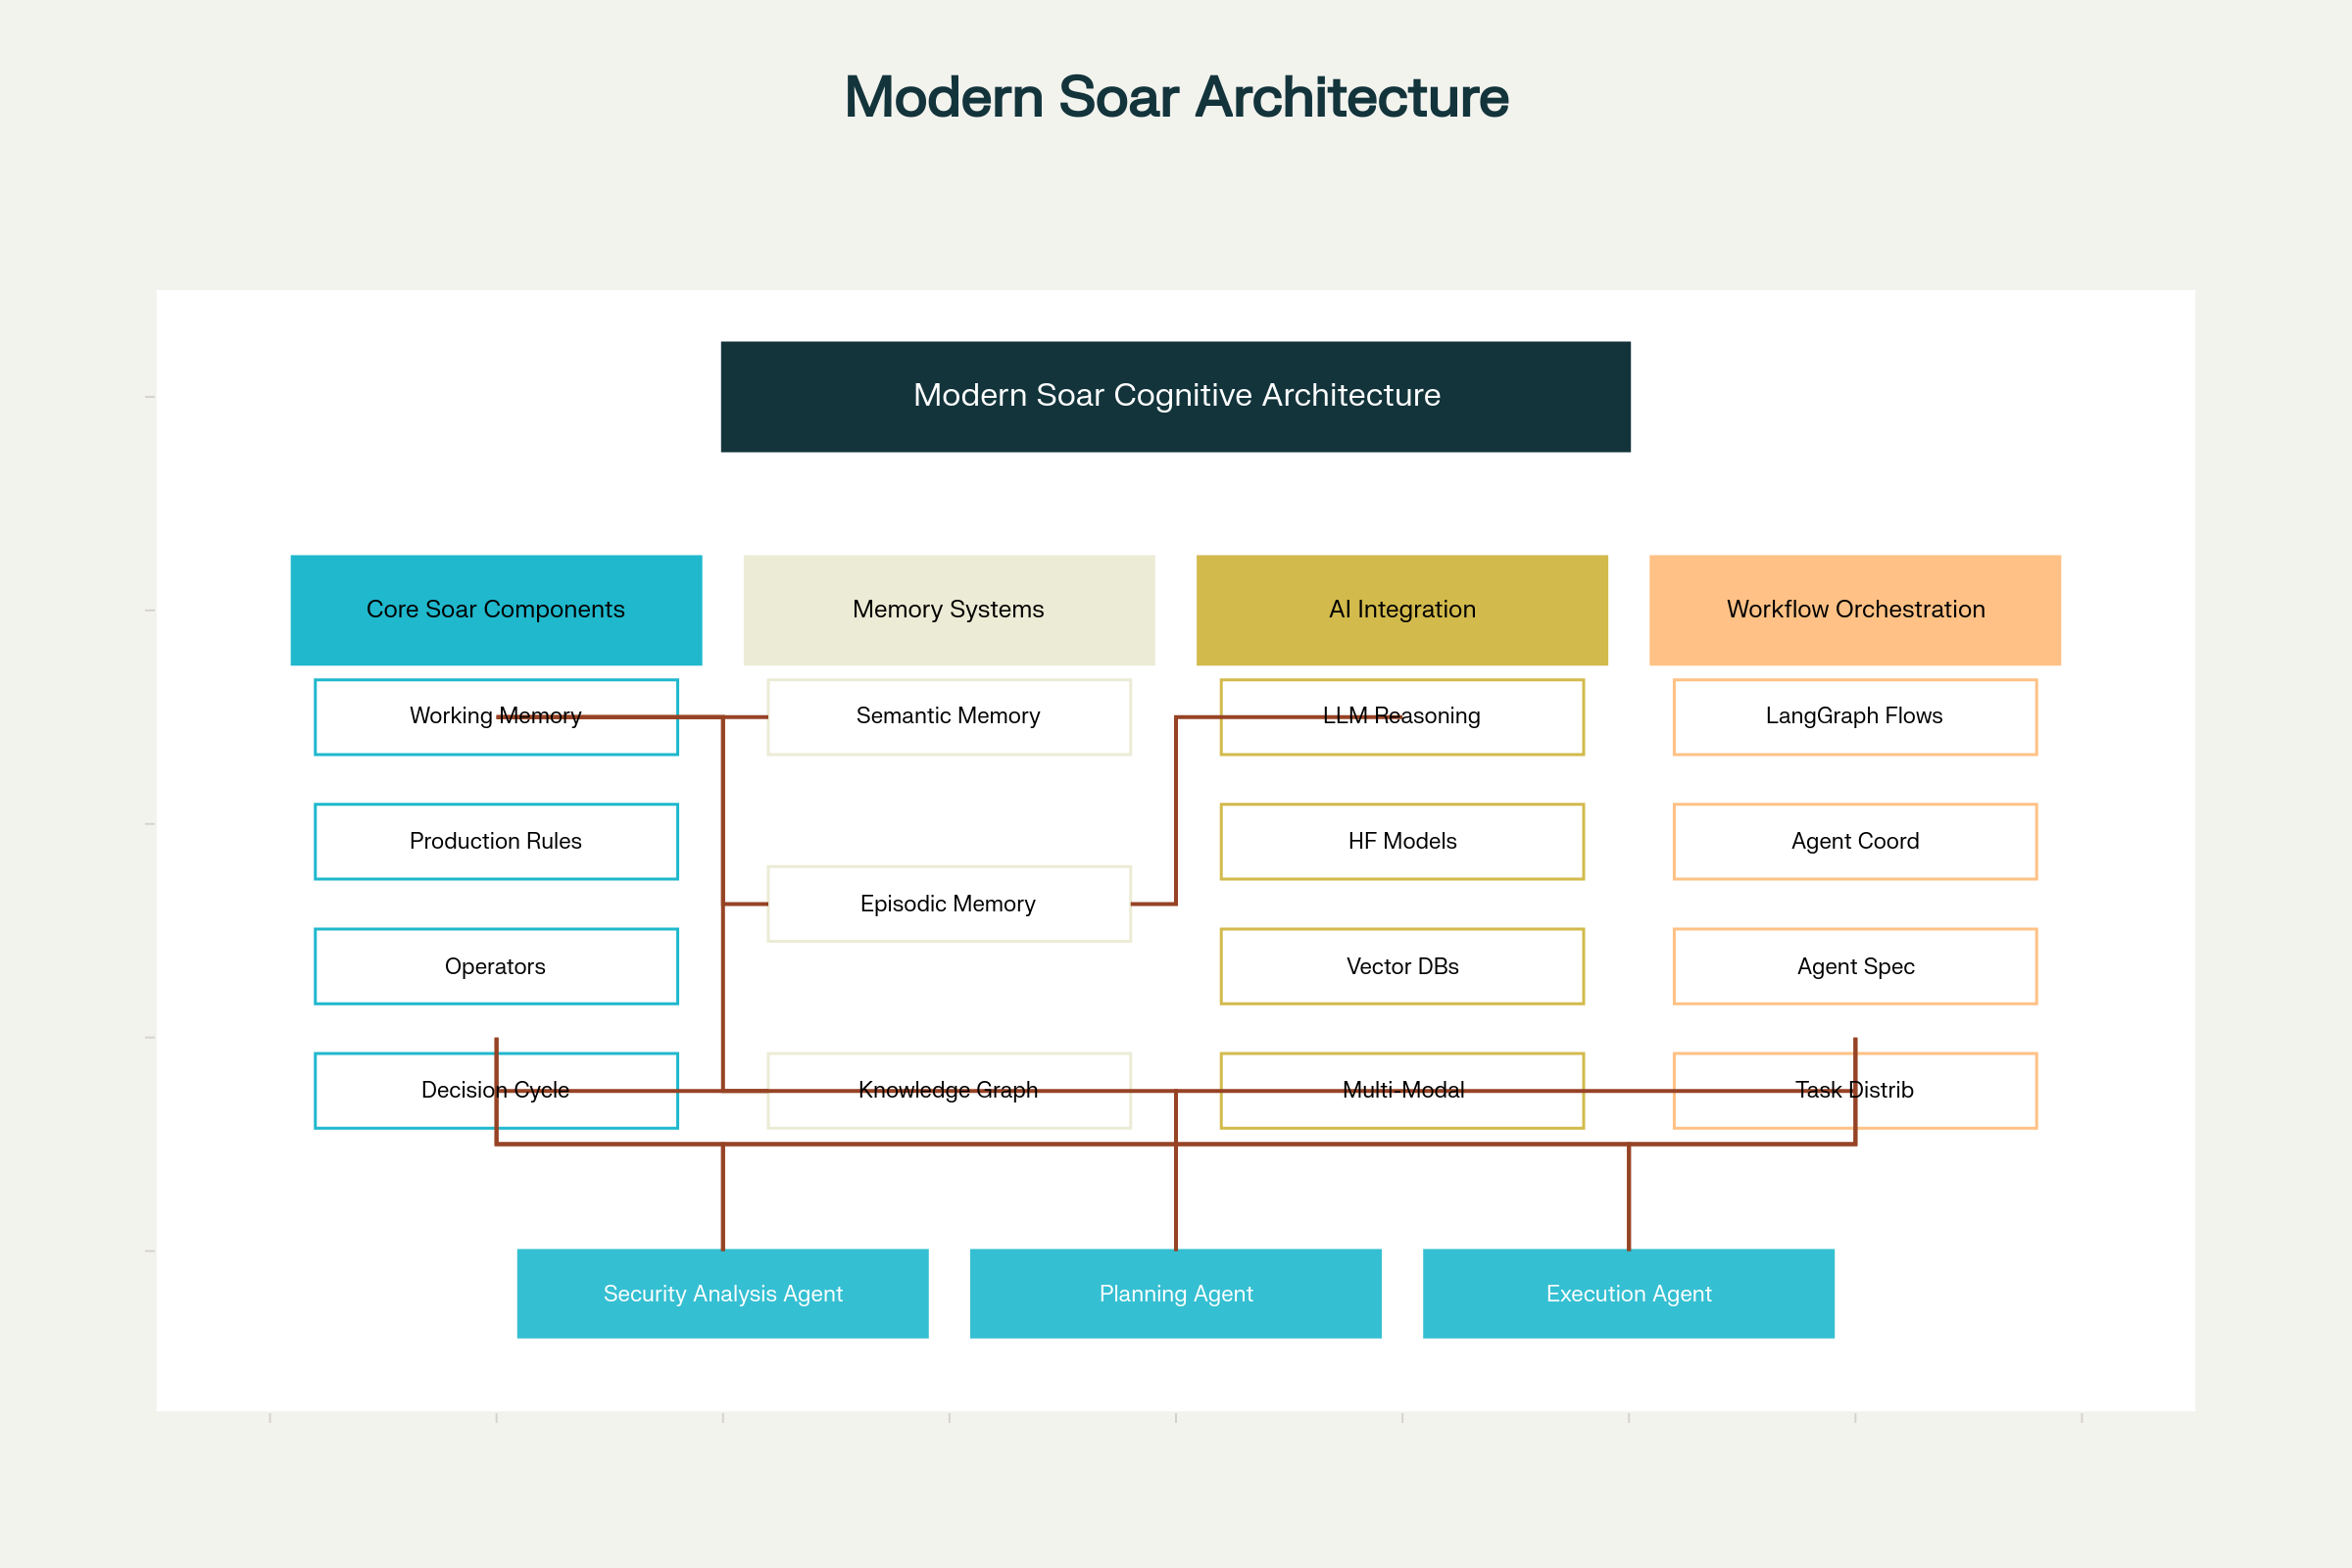 Modern Soar Architecture
Modern Soar Cognitive Architecture
Core Soar Components
Memory Systems
AI Integration
Workflow Orchestration
Working Memory
Semantic Memory
LLM Reasoning
LangGraph Flows
Production Rules
HF Models
Agent Coord
Episodic Memory
Operators
Vector DBs
Agent Spec
Decision Cycle
Knowledge Graph
Multi-Modal
Task Distrib
Security Analysis Agent
Planning Agent
Execution Agent